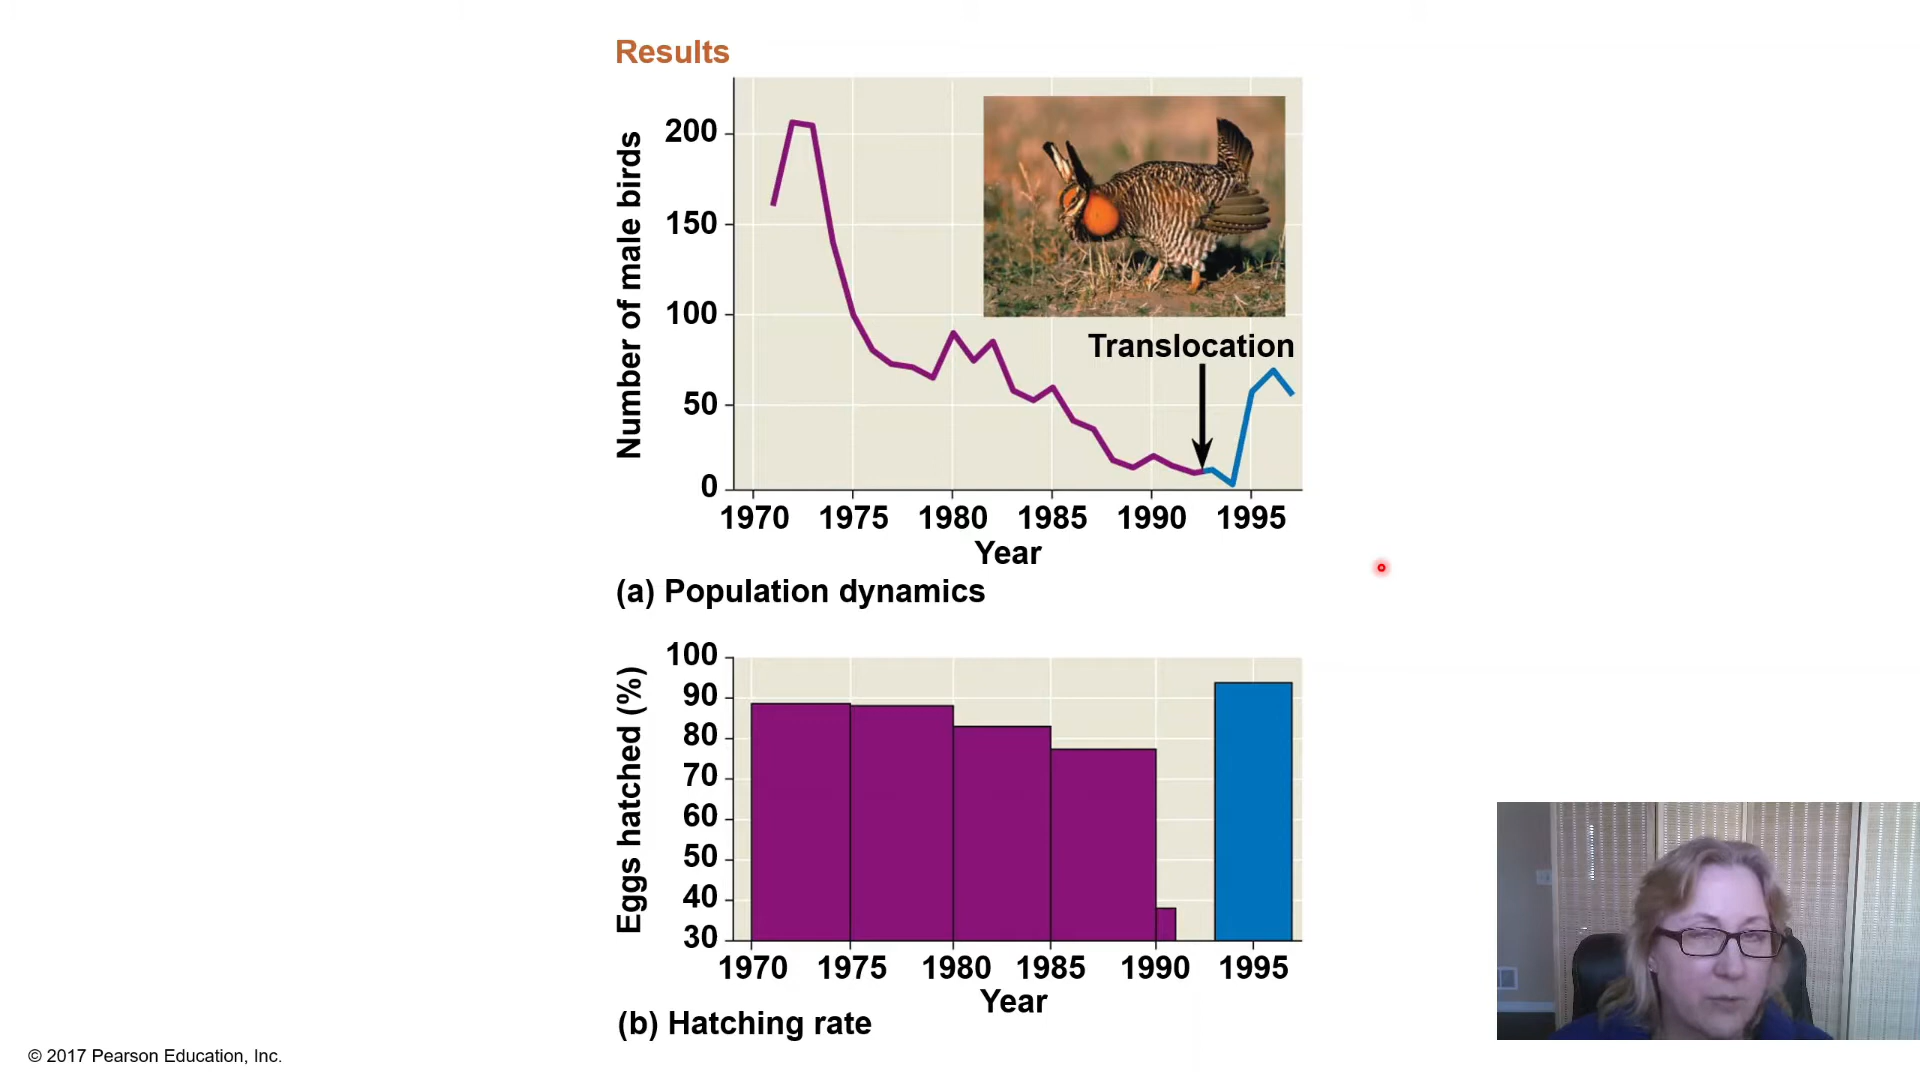 Results
Number of male birds
200
150
100
50
0
Translocation
1970 1975 1980 1985 1990 1995
Year
(a) Population dynamics
Eggs hatched (%)
100
90
80
70
60
50
40
30
1970 1975 1980 1985 1990 1995
Year
(b) Hatching rate
© 2017 Pearson Education, Inc.